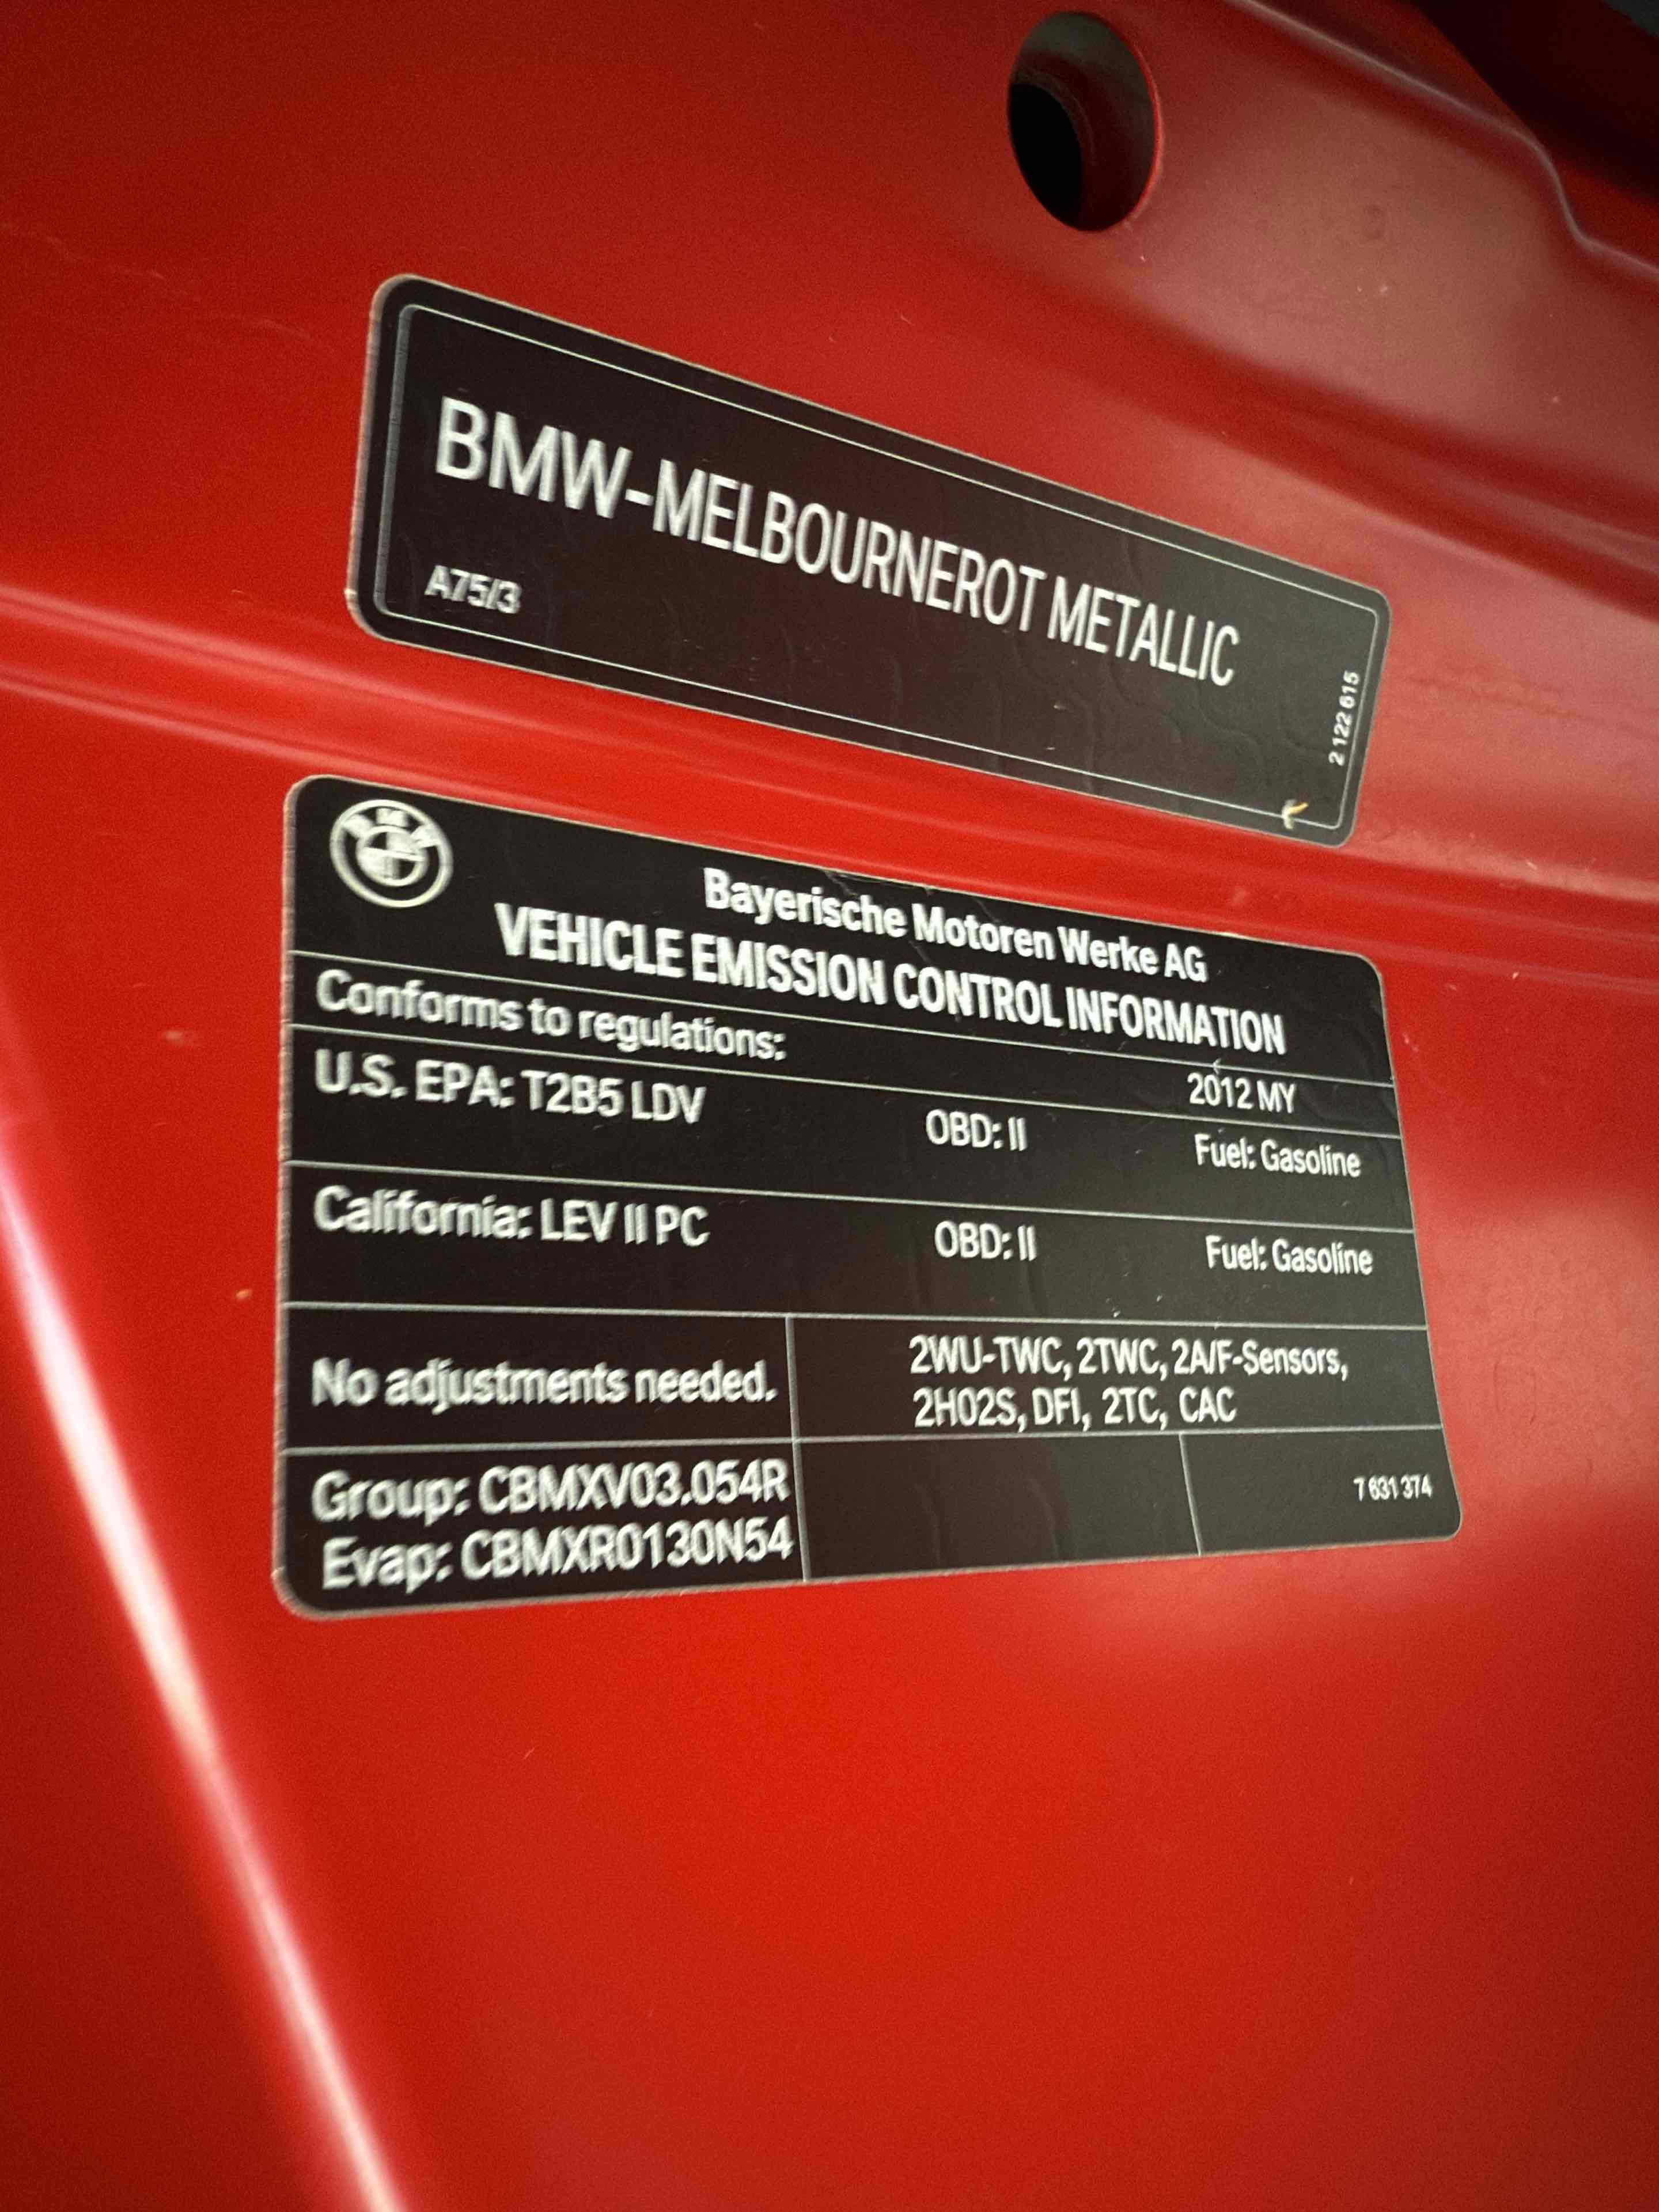 BMW-MELBOURNEROT METALLIC
A75/3
2 122 615
BMW
Bayerische Motoren Werke AG
VEHICLE EMISSION CONTROL INFORMATION
Conforms to regulations: 2012 MY
U.S. EPA: T2B5 LDV OBD: II Fuel: Gasoline
California: LEV II PC OBD: II Fuel: Gasoline
No adjustments needed.
2WU-TWC, 2TWC, 2A/F-Sensors,
2HO2S, DFI, 2TC, CAC
Group: CBMXV03.054R
Evap: CBMXR0130N54
7 631 374